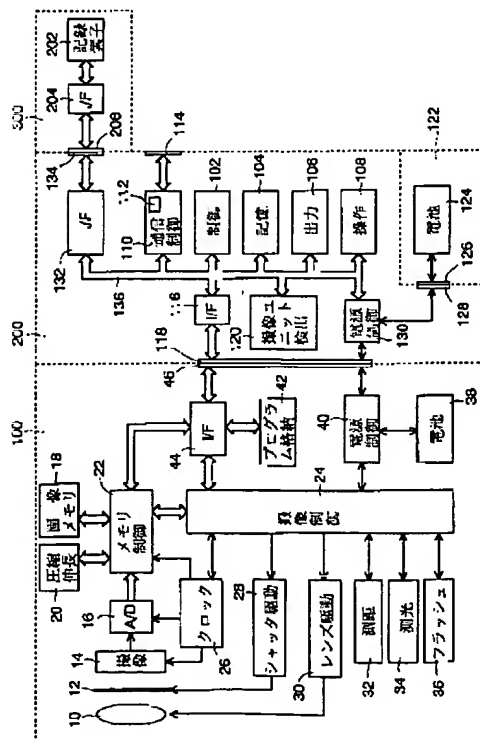 100
200
300
10
12
撮像
14
A/D
16
画像
メモリ
18
圧縮
伸長
20
メモリ
制御
22
撮像制御
24
クロック
26
シャッタ駆動
28
レンズ駆動
30
測距
32
測光
34
フラッシュ
36
電池
38
電源
制御
40
プログラ
ム格納
42
I/F
44
46
118
I/F
116
撮像ユ
ニット
検出
120
電源
制御
130
136
I/F
132
通信
制御
110
112
114
制御
102
記憶
104
出力
106
操作
108
128
126
電池
124
122
134
208
I/F
204
記録
素子
202